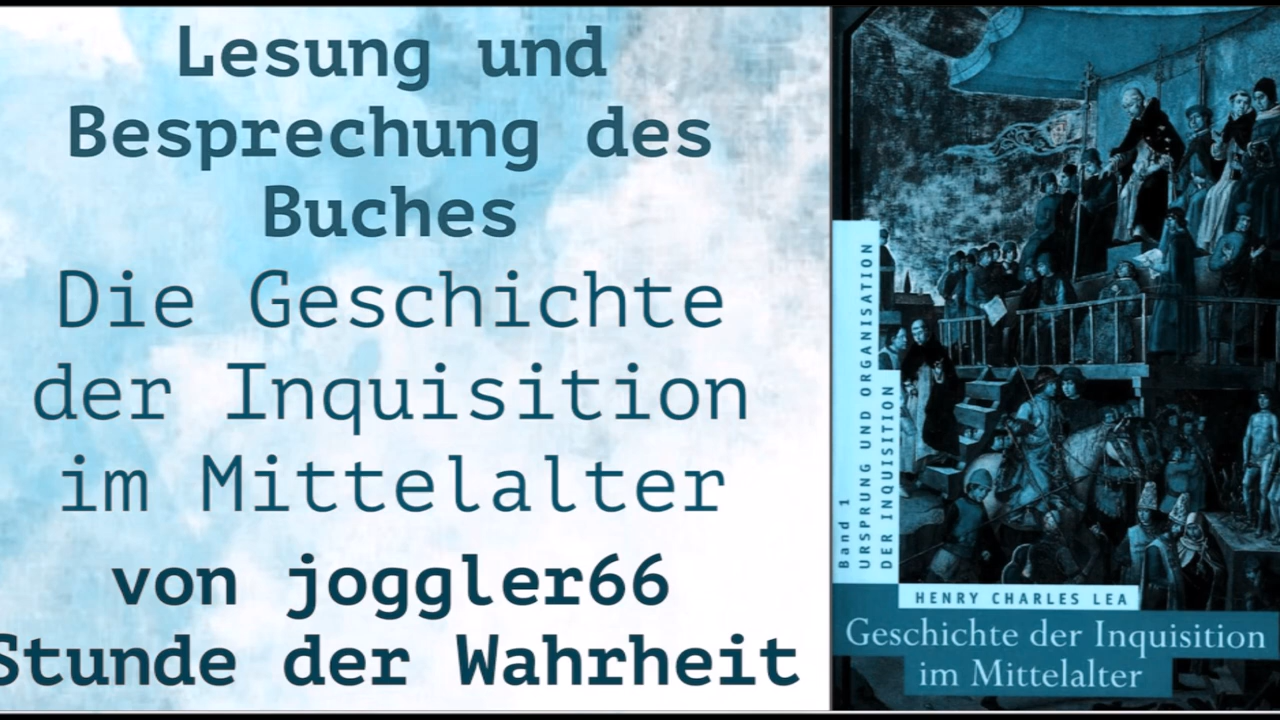 Lesung und
Besprechung des
Buches
Die Geschichte
der Inquisition
im Mittelalter
von joggler66
Stunde der Wahrheit
Band 1
URSPRUNG UND ORGANISATION
DER INQUISITION
HENRY CHARLES LEA
Geschichte der Inquisition
im Mittelalter